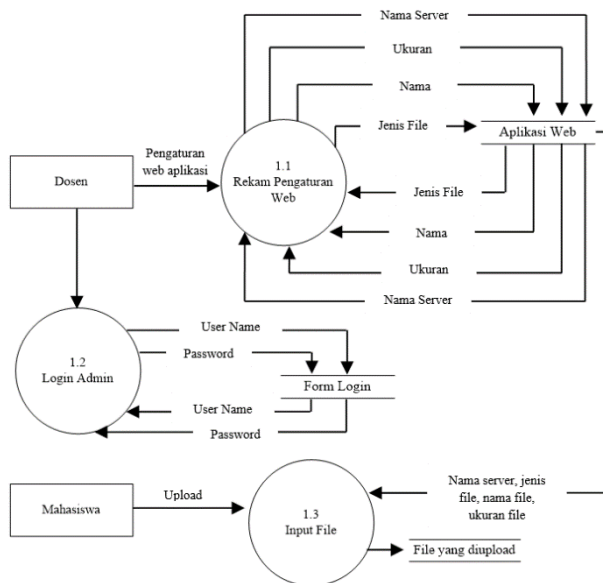 Nama Server
Ukuran
Nama
Jenis File
Aplikasi Web
1.1
Rekam Pengaturan
Web
Pengaturan
web aplikasi
Dosen
Jenis File
Nama
Ukuran
Nama Server
User Name
1.2
Login Admin
Password
Form Login
User Name
Password
Mahasiswa
Upload
1.3
Input File
Nama server, jenis
file, nama file,
ukuran file
File yang diupload